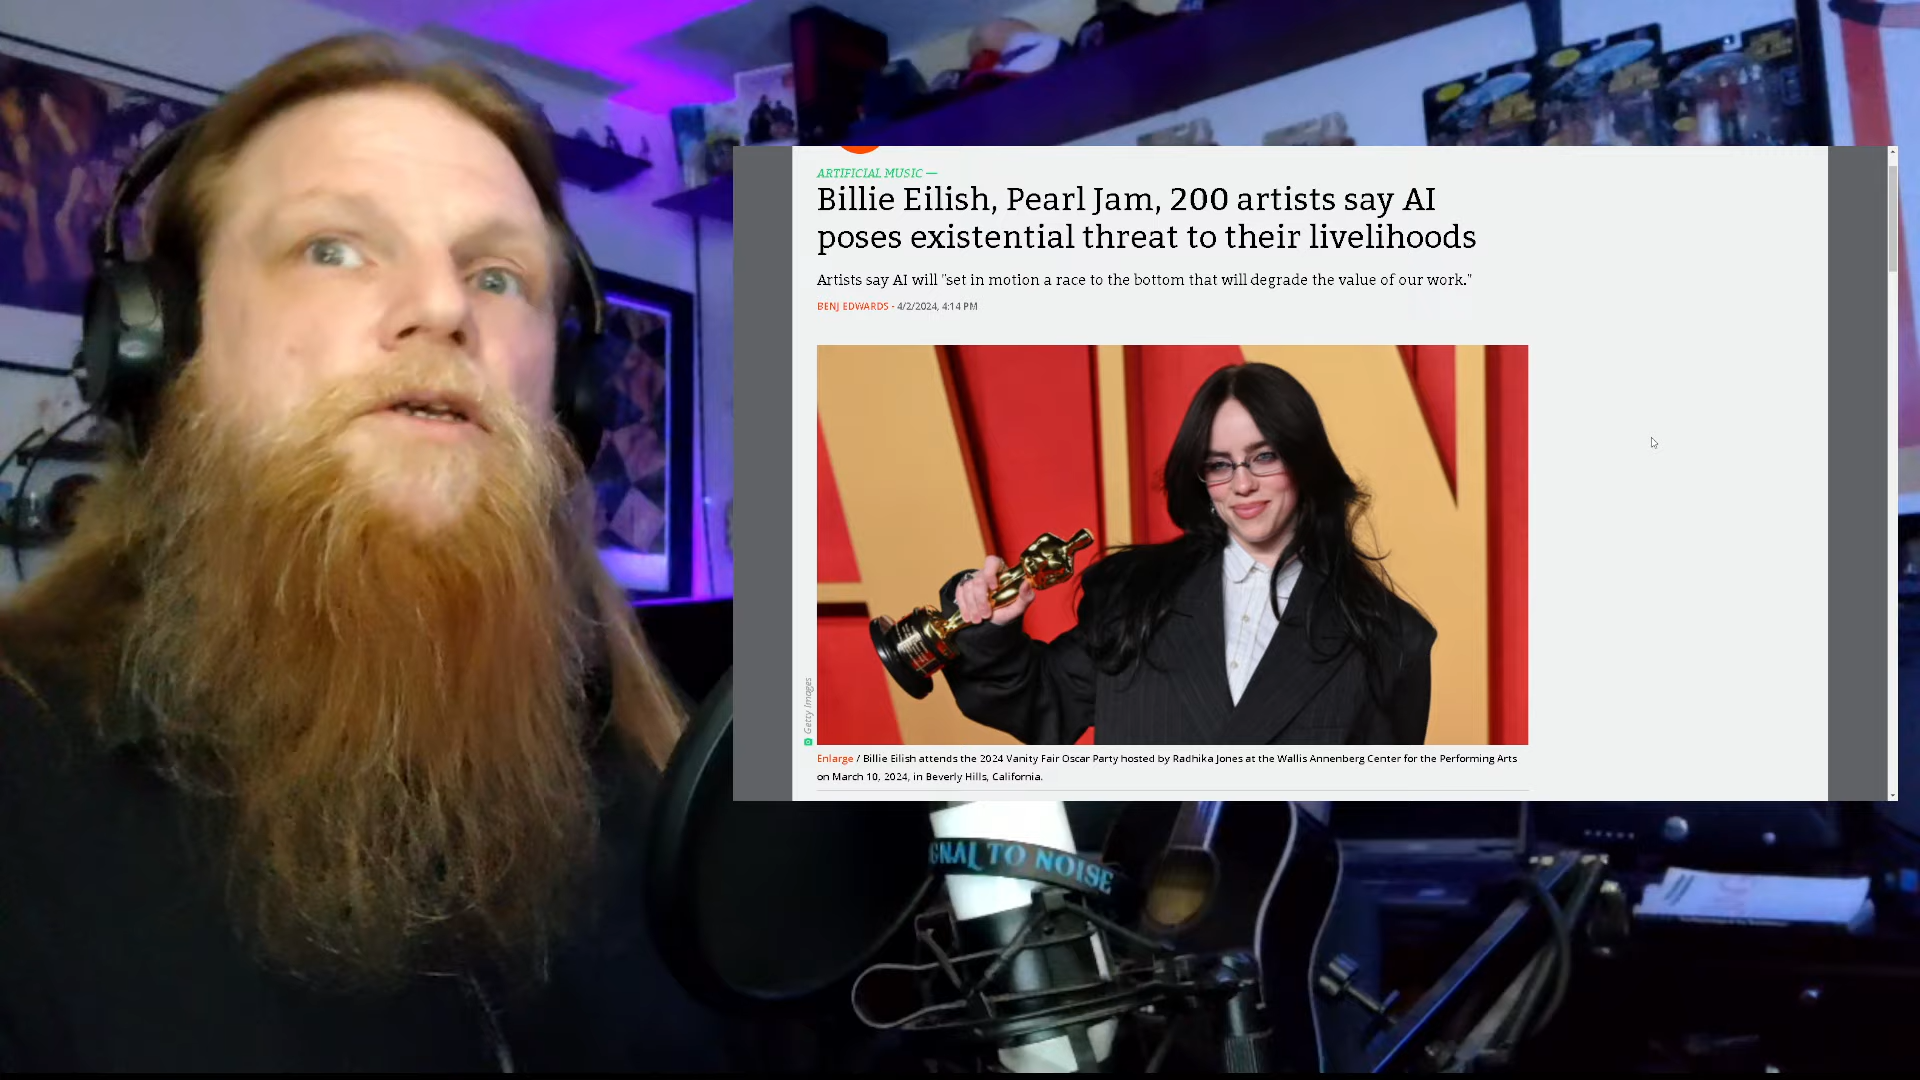 ARTIFICIAL MUSIC —
Billie Eilish, Pearl Jam, 200 artists say AI
poses existential threat to their livelihoods
Artists say AI will "set in motion a race to the bottom that will degrade the value of our work."
BENJ EDWARDS - 4/2/2024, 4:14 PM
Getty Images
Enlarge / Billie Eilish attends the 2024 Vanity Fair Oscar Party hosted by Radhika Jones at the Wallis Annenberg Center for the Performing Arts
on March 10, 2024, in Beverly Hills, California.
GNAL TO NOISE